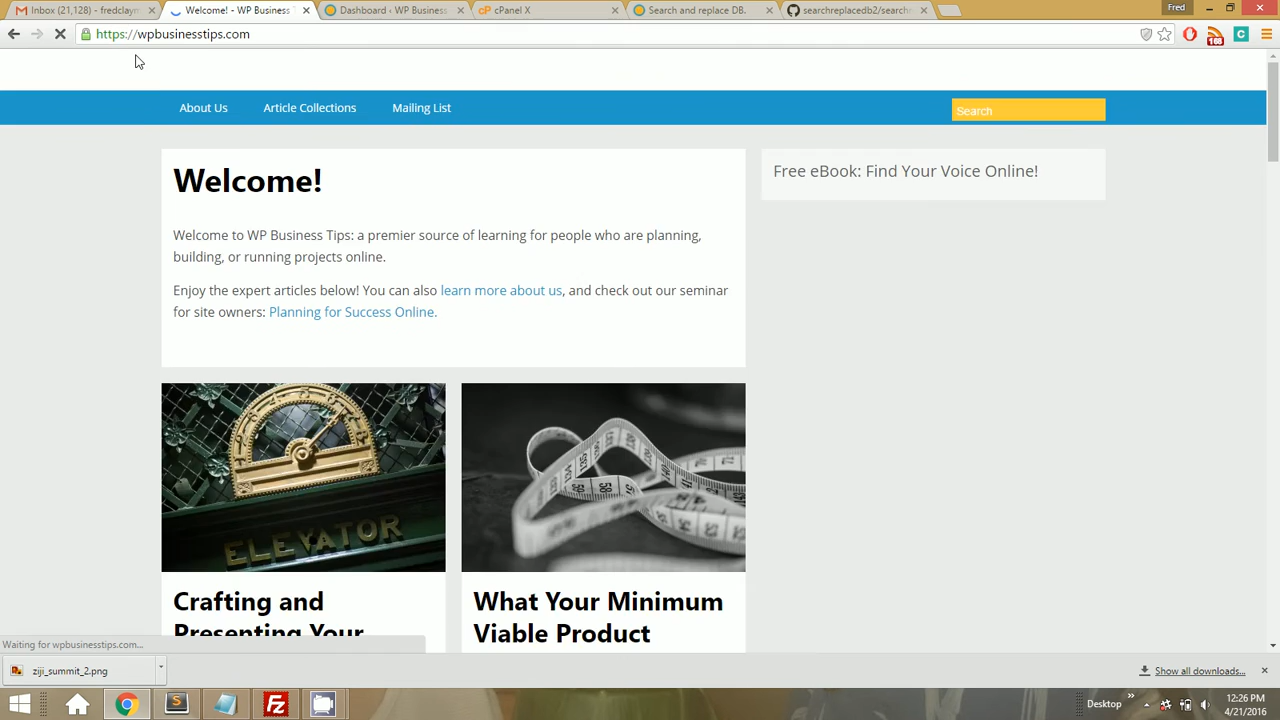 Inbox (21,128) - fredclaym
Welcome! - WP Business T
Dashboard ‹ WP Business
cPanel X
Search and replace DB.
searchreplacedb2/search
Fred
https://wpbusinesstips.com
105
About Us
Article Collections
Mailing List
Search
Welcome!
Free eBook: Find Your Voice Online!
Welcome to WP Business Tips: a premier source of learning for people who are planning,
building, or running projects online.
Enjoy the expert articles below! You can also learn more about us, and check out our seminar
for site owners: Planning for Success Online.
ELEVATOR
Crafting and
Presenting Your
What Your Minimum
Viable Product
Waiting for wpbusinesstips.com...
ziji_summit_2.png
Show all downloads...
Desktop
12:26 PM
4/21/2016